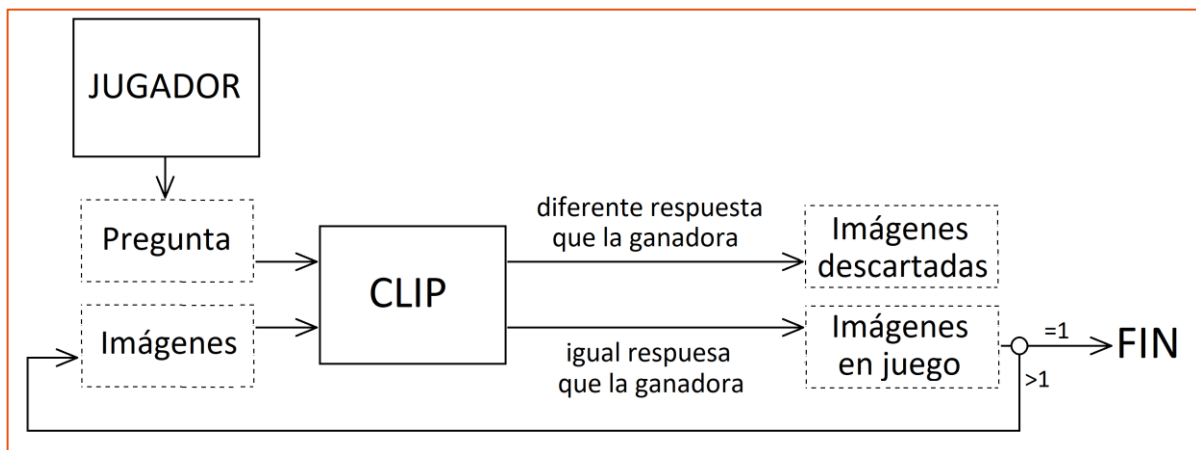 JUGADOR
Pregunta
Imágenes
CLIP
diferente respuesta
que la ganadora
igual respuesa
que la ganadora
Imágenes
descartadas
Imágenes
en juego
=1
>1
FIN